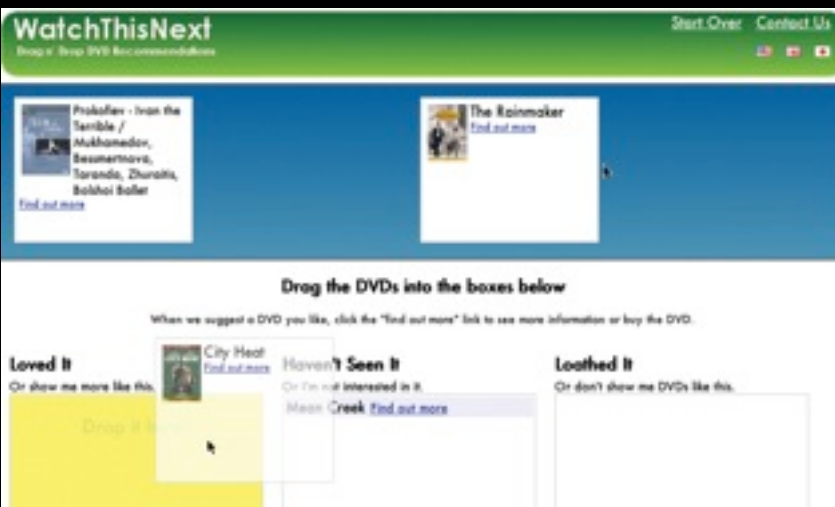 WatchThisNext
Drag n' Drop DVD Recommendations
Start Over Contact Us
Prokofiev - Ivan the
Terrible /
Mukhamedov,
Bessmertnova,
Taranda, Zhuraitis,
Bolshoi Ballet
Find out more
The Rainmaker
Find out more
Drag the DVDs into the boxes below
When we suggest a DVD you like, click the "find out more" link to see more information or buy the DVD.
City Heat
Find out more
Loved It
Or show me more like this.
Drop it
Haven't Seen It
Or I'm not interested in it.
Mean Creek Find out more
Loathed It
Or don't show me DVDs like this.